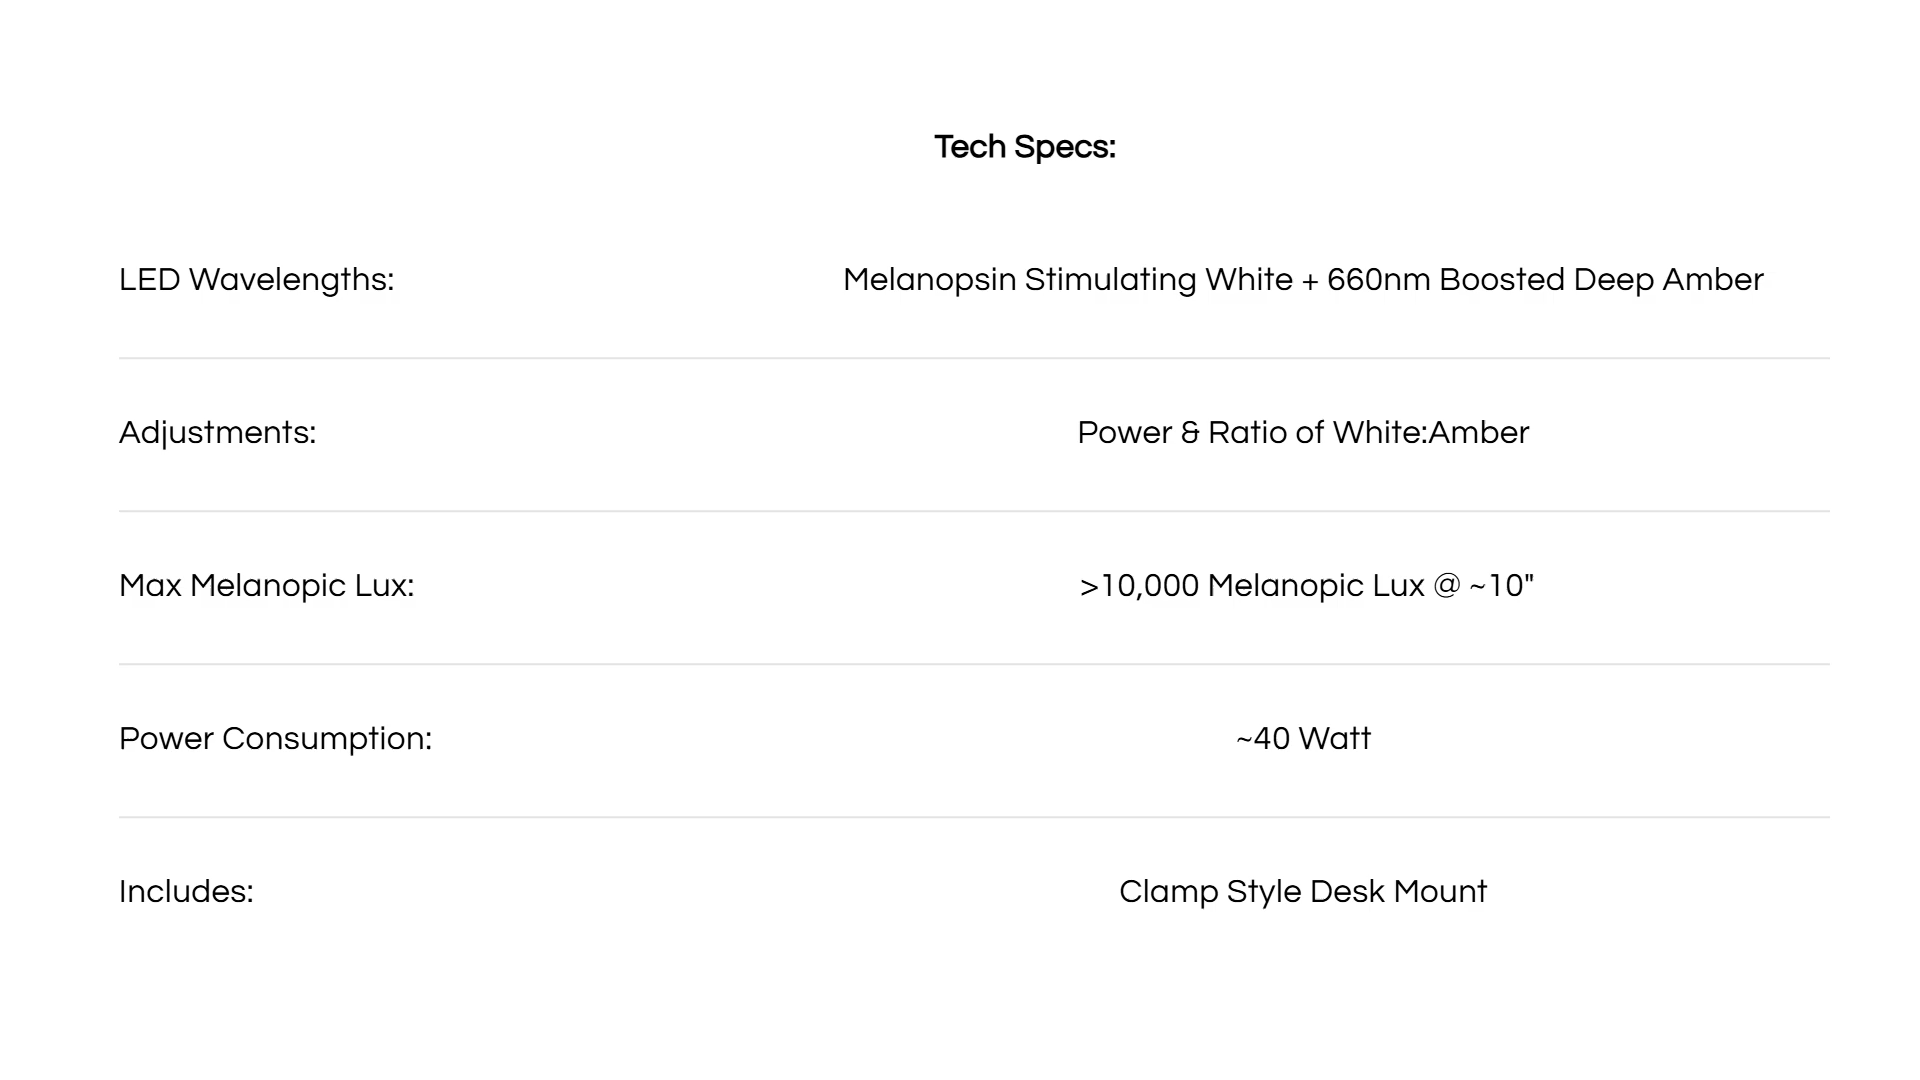 Tech Specs:
LED Wavelengths:
Melanopsin Stimulating White + 660nm Boosted Deep Amber
Adjustments:
Power & Ratio of White:Amber
Max Melanopic Lux:
>10,000 Melanopic Lux @ ~10"
Power Consumption:
~40 Watt
Includes:
Clamp Style Desk Mount